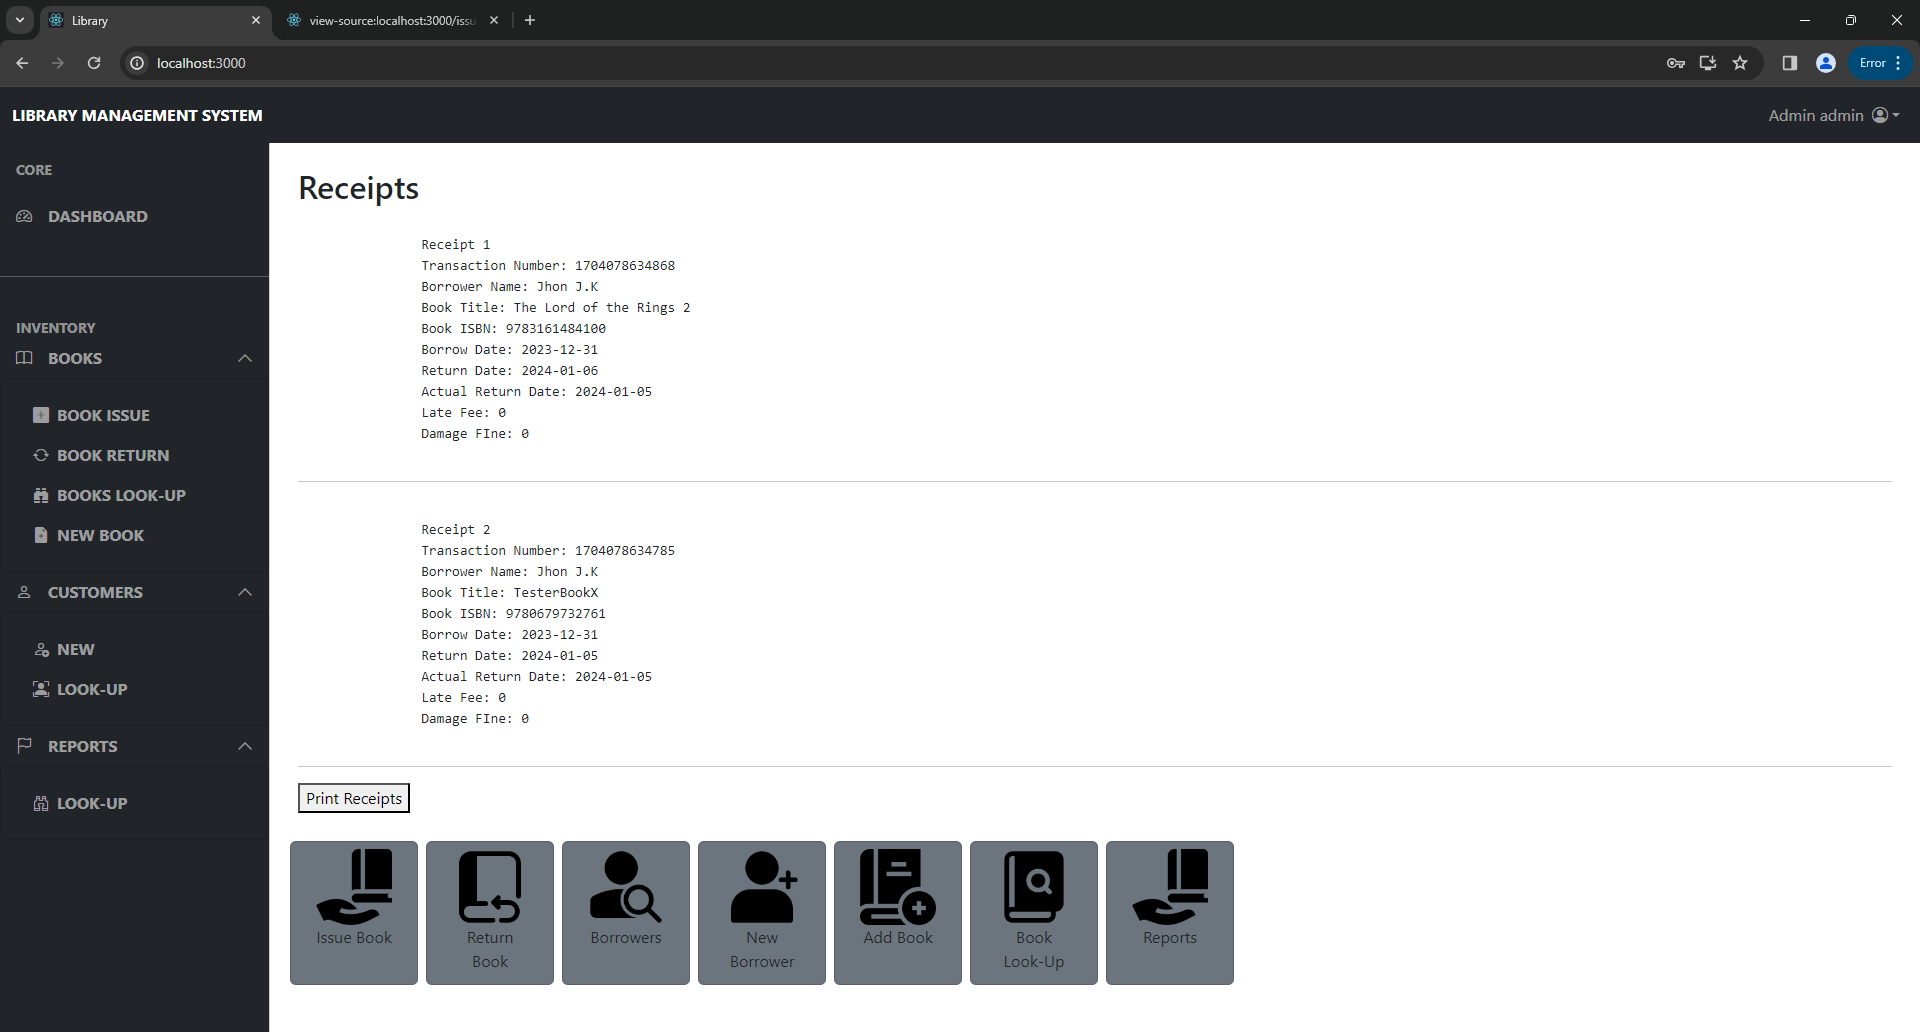 Library
view-source:localhost:3000/issu
localhost:3000
Error
LIBRARY MANAGEMENT SYSTEM
Admin admin
CORE
DASHBOARD
INVENTORY
BOOKS
BOOK ISSUE
BOOK RETURN
BOOKS LOOK-UP
NEW BOOK
CUSTOMERS
NEW
LOOK-UP
REPORTS
LOOK-UP
Receipts
Receipt 1
Transaction Number: 1704078634868
Borrower Name: Jhon J.K
Book Title: The Lord of the Rings 2
Book ISBN: 9783161484100
Borrow Date: 2023-12-31
Return Date: 2024-01-06
Actual Return Date: 2024-01-05
Late Fee: 0
Damage FIne: 0
Receipt 2
Transaction Number: 1704078634785
Borrower Name: Jhon J.K
Book Title: TesterBookX
Book ISBN: 9780679732761
Borrow Date: 2023-12-31
Return Date: 2024-01-05
Actual Return Date: 2024-01-05
Late Fee: 0
Damage FIne: 0
Print Receipts
Issue Book
Return
Book
Borrowers
New
Borrower
Add Book
Book
Look-Up
Reports